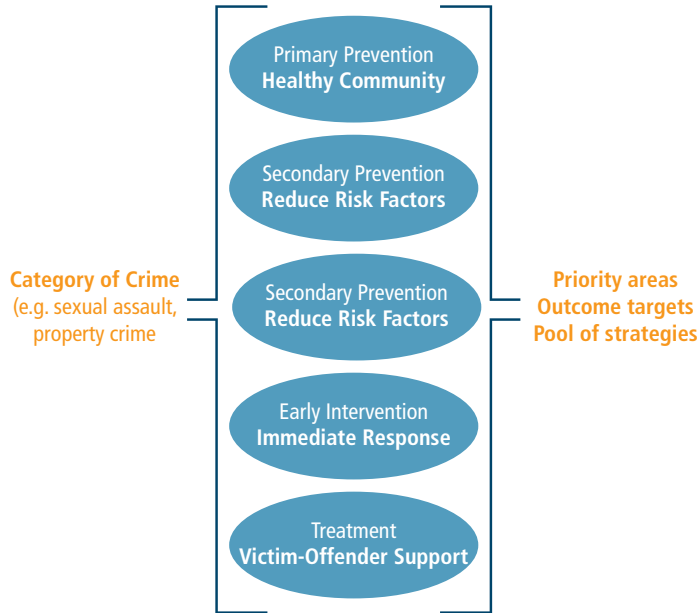 Primary Prevention
Healthy Community
Secondary Prevention
Reduce Risk Factors
Category of Crime
(e.g. sexual assault,
property crime
Secondary Prevention
Reduce Risk Factors
Priority areas
Outcome targets
Pool of strategies
Early Intervention
Immediate Response
Treatment
Victim-Offender Support